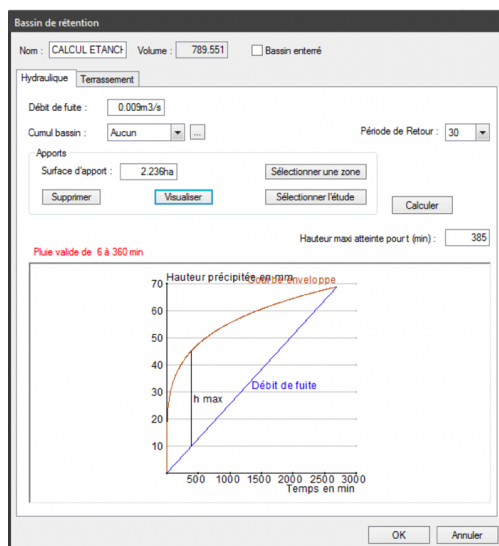 Bassin de rétention
Nom : CALCUL ETANCH Volume : 789.551 Bassin enterré
Hydraulique Terrassement
Débit de fuite : 0.009m3/s
Cumul bassin : Aucun ... Période de Retour : 30
Apports
Surface d'apport : 2.236ha Sélectionner une zone
Supprimer Visualiser Sélectionner l'étude Calculer
Hauteur maxi atteinte pour t (min) : 385
Pluie valide de 6 à 360 min
Hauteur précipitée en mm
Courbe enveloppe
70
60
50
40
30
20
10
h max
Débit de fuite
500 1000 1500 2000 2500 3000
Temps en min
OK Annuler